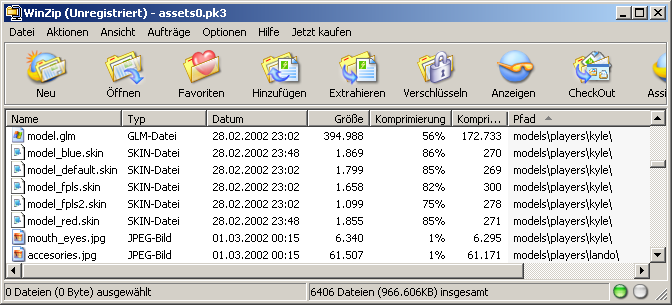 WinZip (Unregistriert) - assets0.pk3
Datei Aktionen Ansicht Aufträge Optionen Hilfe Jetzt kaufen
Neu Öffnen Favoriten Hinzufügen Extrahieren Verschlüsseln Anzeigen CheckOut Assi
Name Typ Datum Größe Komprimierung Kompri... Pfad
model.glm GLM-Datei 28.02.2002 23:02 394.988 56% 172.733 models\players\kyle\
model_blue.skin SKIN-Datei 28.02.2002 23:48 1.869 86% 270 models\players\kyle\
model_default.skin SKIN-Datei 28.02.2002 23:02 1.799 85% 269 models\players\kyle\
model_fpls.skin SKIN-Datei 28.02.2002 23:02 1.658 82% 300 models\players\kyle\
model_fpls2.skin SKIN-Datei 28.02.2002 23:02 1.099 75% 278 models\players\kyle\
model_red.skin SKIN-Datei 28.02.2002 23:48 1.855 85% 271 models\players\kyle\
mouth_eyes.jpg JPEG-Bild 01.03.2002 00:15 6.340 1% 6.295 models\players\kyle\
accesories.jpg JPEG-Bild 01.03.2002 00:15 61.507 1% 61.171 models\players\lando\
0 Dateien (0 Byte) ausgewählt 6406 Dateien (966.606KB) insgesamt